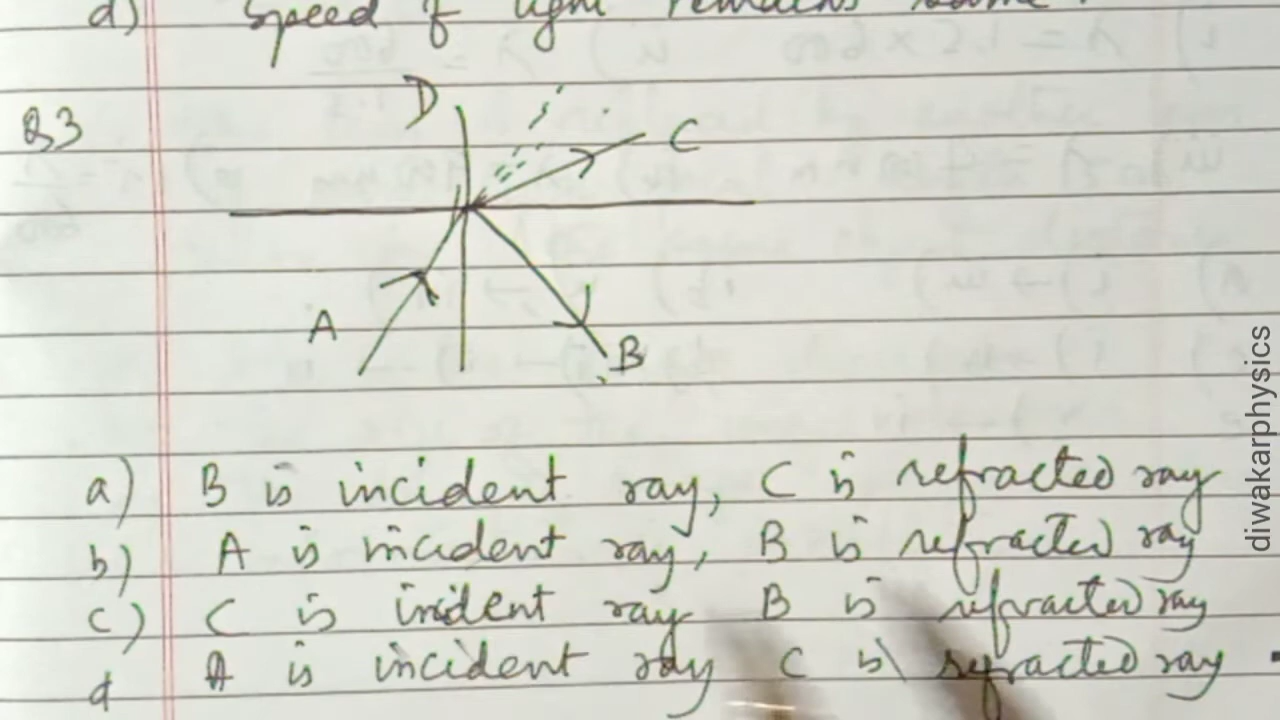 d) Speed of light remains same.
Q3
D
C
A
B
a) B is incident ray, C is refracted ray
b) A is incident ray, B is refracted ray
c) C is incident ray B is refracted ray
d A is incident ray C is refracted ray
diwakarphysics